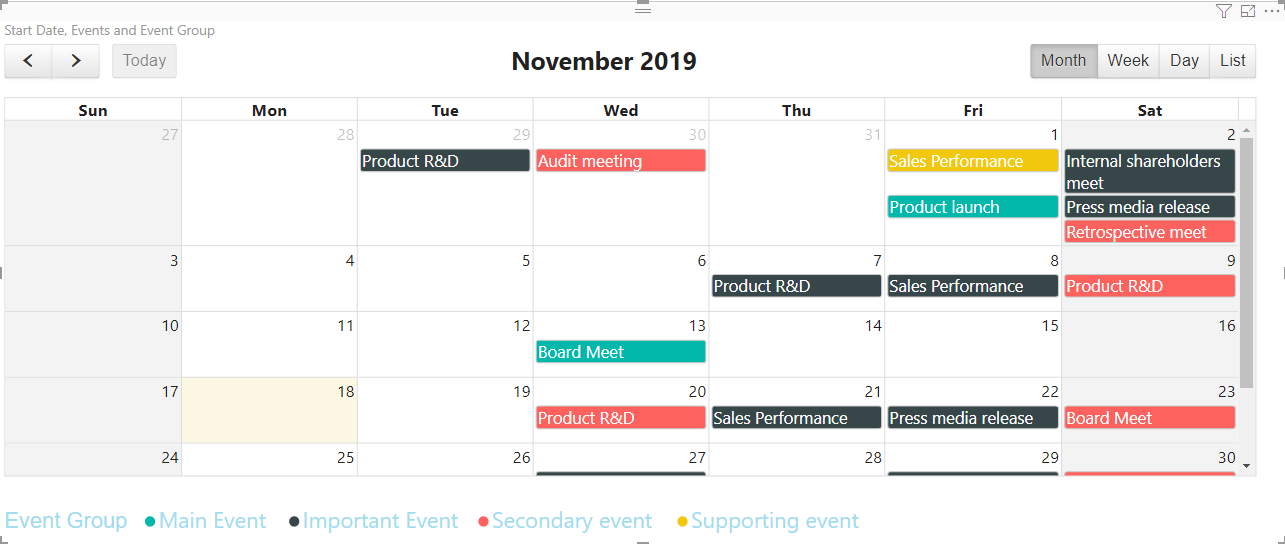 Start Date, Events and Event Group
Today
November 2019
Month Week Day List
Sun Mon Tue Wed Thu Fri Sat
27 28 29 30 31 1 2
Product R&D Audit meeting Sales Performance Internal shareholders
meet
Product launch Press media release
Retrospective meet
3 4 5 6 7 8 9
Product R&D Sales Performance Product R&D
10 11 12 13 14 15 16
Board Meet
17 18 19 20 21 22 23
Product R&D Sales Performance Press media release Board Meet
24 25 26 27 28 29 30
Event Group Main Event Important Event Secondary event Supporting event